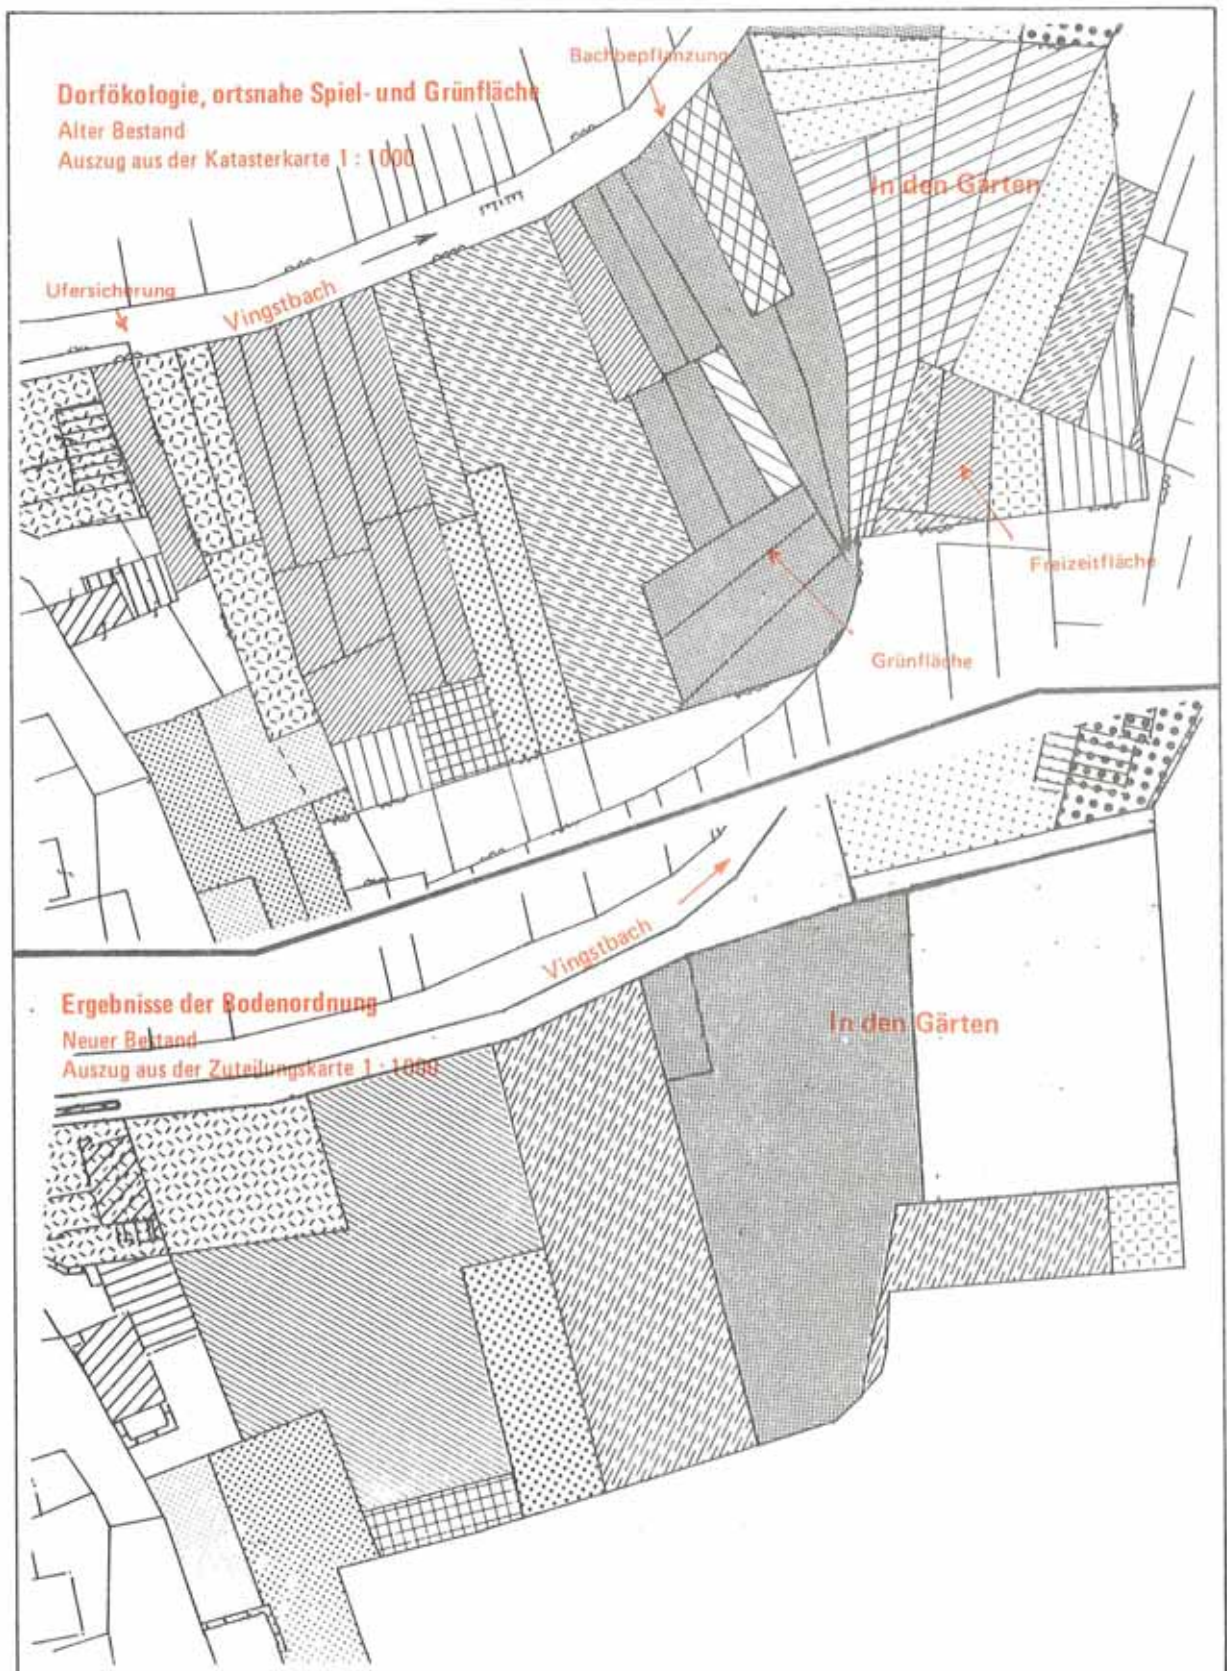 Bachbepflanzung
Dorfökologie, ortsnahe Spiel- und Grünfläche
Alter Bestand
Auszug aus der Katasterkarte 1 : 1000
In den Gärten
Ufersicherung
Vingstbach
Freizeitfläche
Grünfläche
Vingstbach
Ergebnisse der Bodenordnung
Neuer Bestand
Auszug aus der Zuteilungskarte 1 : 1000
In den Gärten